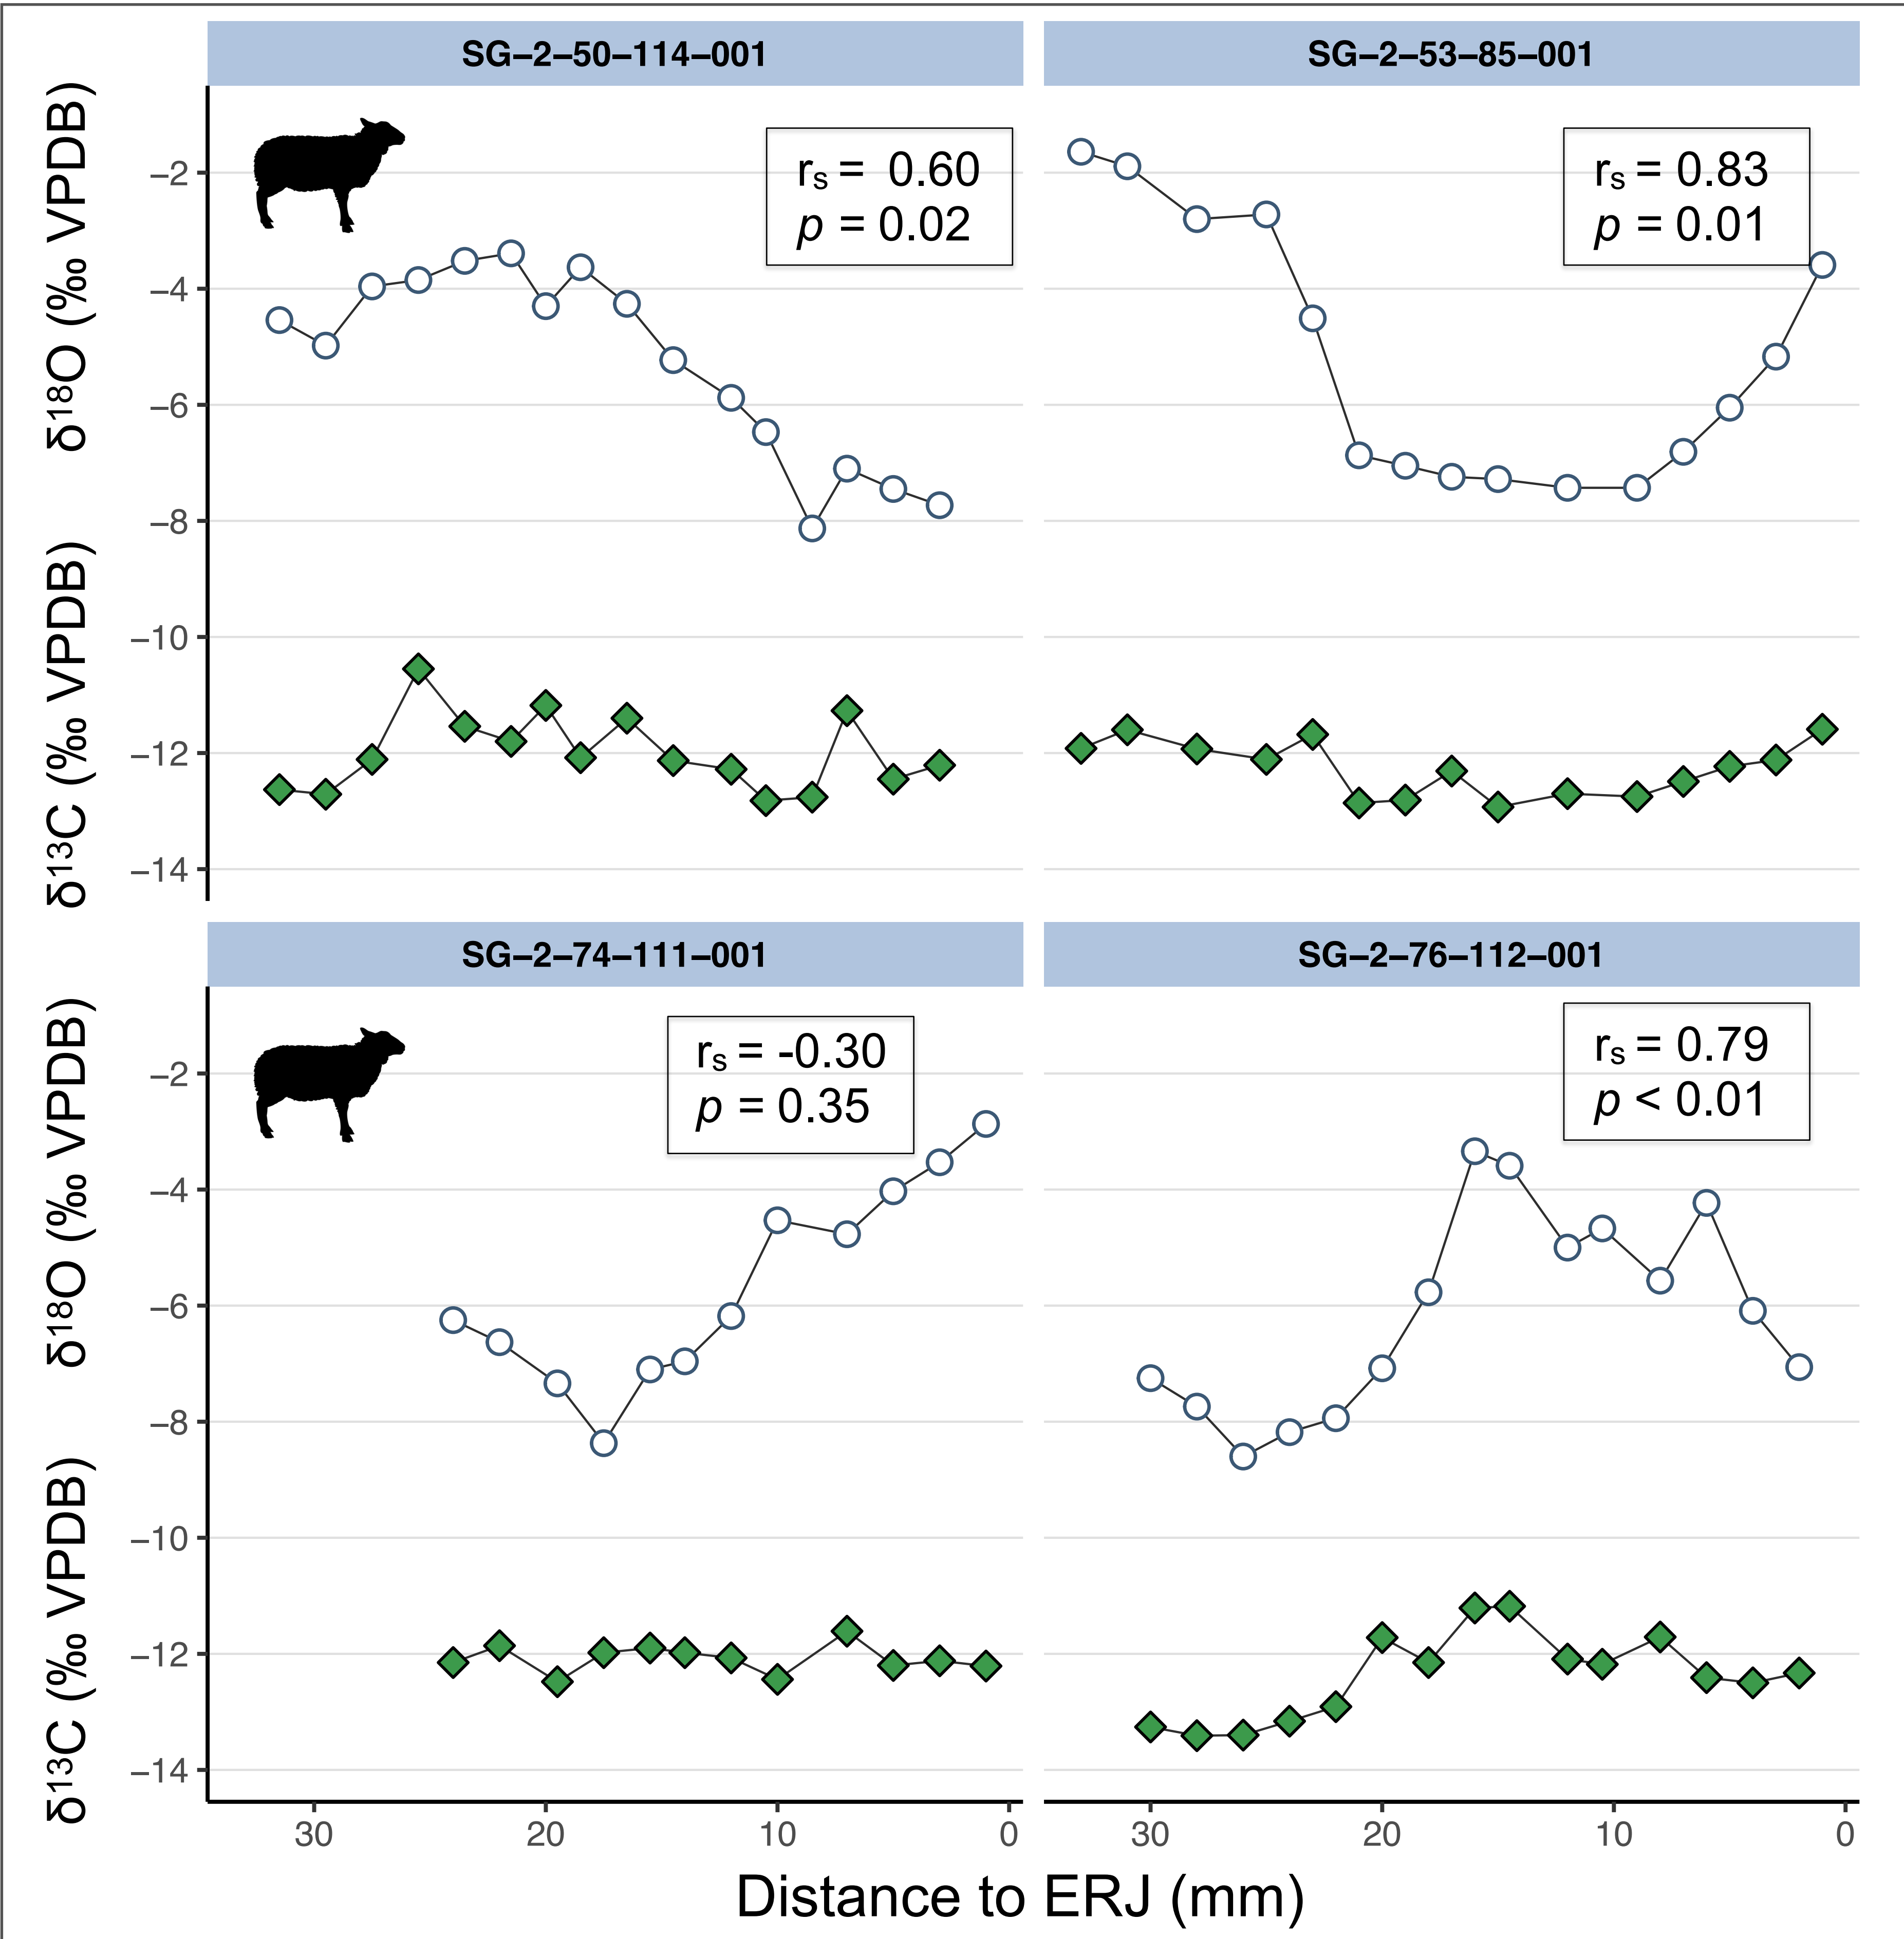 SG–2–50–114–001
SG–2–53–85–001
δ18O (‰ VPDB)
δ13C (‰ VPDB)
–2
–4
–6
–8
–10
–12
–14
rs = 0.60
p = 0.02
rs = 0.83
p = 0.01
SG–2–74–111–001
SG–2–76–112–001
δ18O (‰ VPDB)
δ13C (‰ VPDB)
–2
–4
–6
–8
–10
–12
–14
rs = -0.30
p = 0.35
rs = 0.79
p < 0.01
30 20 10 0
30 20 10 0
Distance to ERJ (mm)